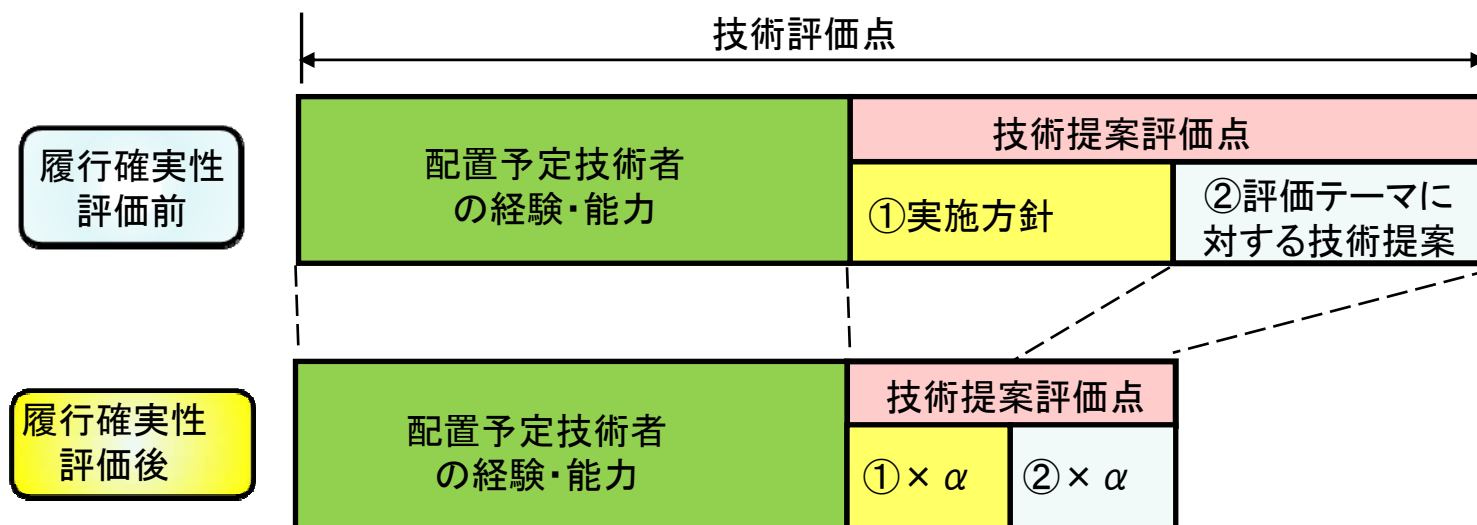 技術評価点
履行確実性
評価前
配置予定技術者
の経験・能力
技術提案評価点
①実施方針
②評価テーマに
対する技術提案
履行確実性
評価後
配置予定技術者
の経験・能力
技術提案評価点
①× α
②× α